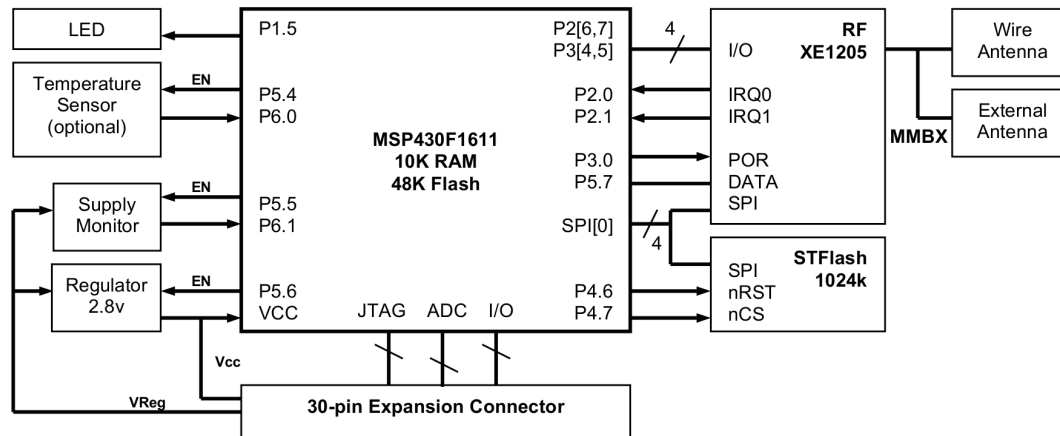 LED
Temperature
Sensor
(optional)
Supply
Monitor
Regulator
2.8v
EN
EN
EN
Vcc
VReg
P1.5
P5.4
P6.0
P5.5
P6.1
P5.6
VCC
MSP430F1611
10K RAM
48K Flash
JTAG ADC I/O
P2[6,7]
P3[4,5]
P2.0
P2.1
P3.0
P5.7
SPI[0]
P4.6
P4.7
4
4
RF
XE1205
I/O
IRQ0
IRQ1
POR
DATA
SPI
STFlash
1024k
SPI
nRST
nCS
MMBX
Wire
Antenna
External
Antenna
30-pin Expansion Connector